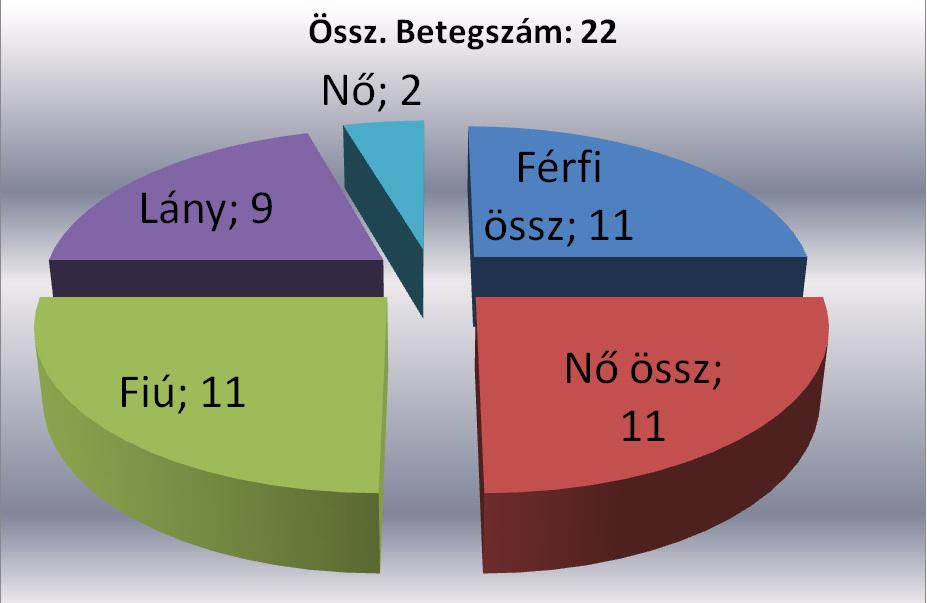 Össz. Betegszám: 22
Nő; 2
Férfi
össz; 11
Lány; 9
Nő össz;
11
Fiú; 11